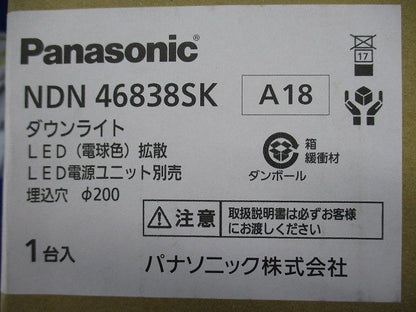 Panasonic
17
NDN 46838SK
A18
ダウンライト
LED（電球色）拡散
LED電源ユニット別売
埋込穴 φ200
箱
緩衝材
ダンボール
注意
取扱説明書は必ずお客様
にお渡しください
1台入
パナソニック株式会社